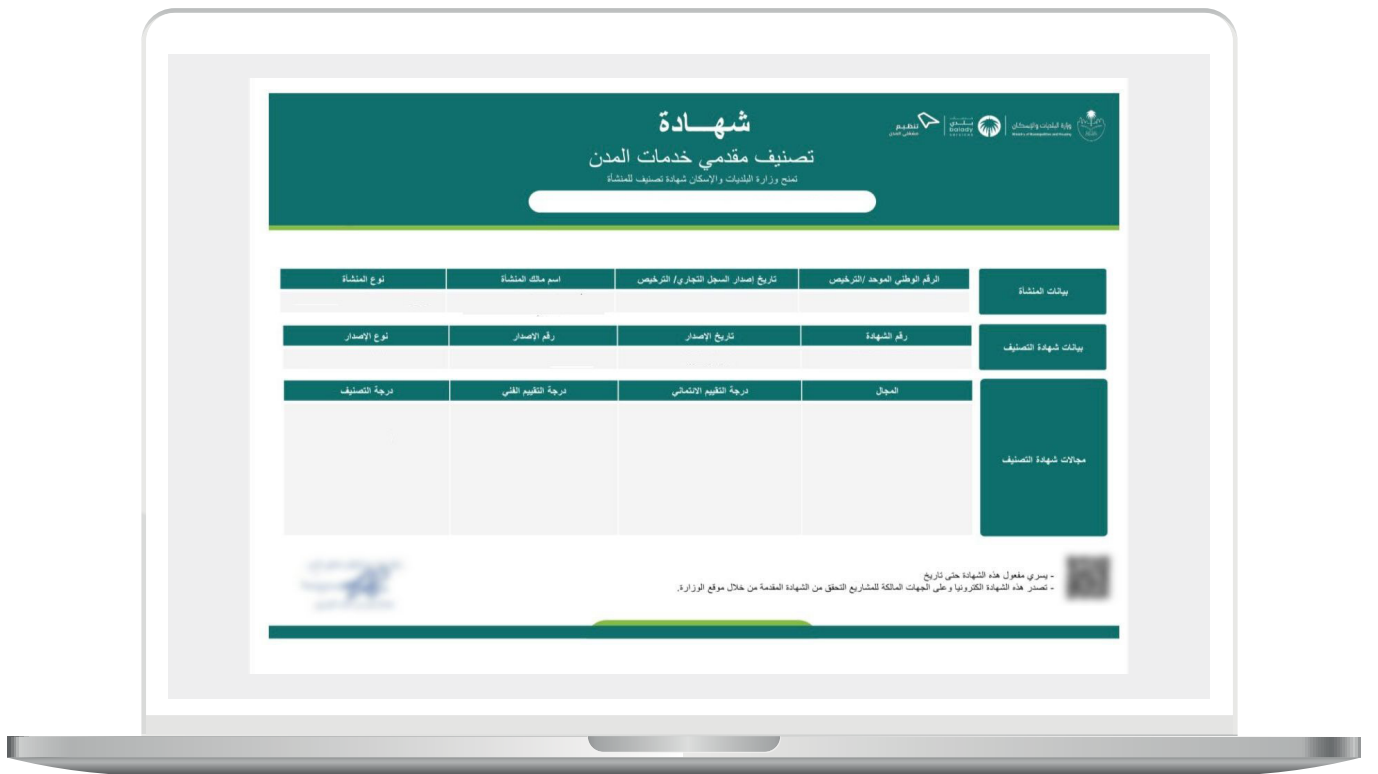 شهـــادة
تصنيف مقدمي خدمات المدن
تمنح وزارة البلديات والإسكان شهادة تصنيف للمنشأة
وزارة البلديات والإسكان
بلدي
balady
تنظيم
بيانات المنشأة
الرقم الوطني الموحد /الترخيص
تاريخ إصدار السجل التجاري/ الترخيص
اسم مالك المنشأة
نوع المنشأة
بيانات شهادة التصنيف
رقم الشهادة
تاريخ الاصدار
رقم الإصدار
نوع الإصدار
مجالات شهادة التصنيف
المجال
درجة التقييم الائتماني
درجة التقييم الفني
درجة التصنيف
- يسري مفعول هذه الشهادة حتى تاريخ
- تصدر هذه الشهادة الكترونيا وعلى الجهات المالكة للمشاريع التحقق من الشهادة المقدمة من خلال موقع الوزارة.